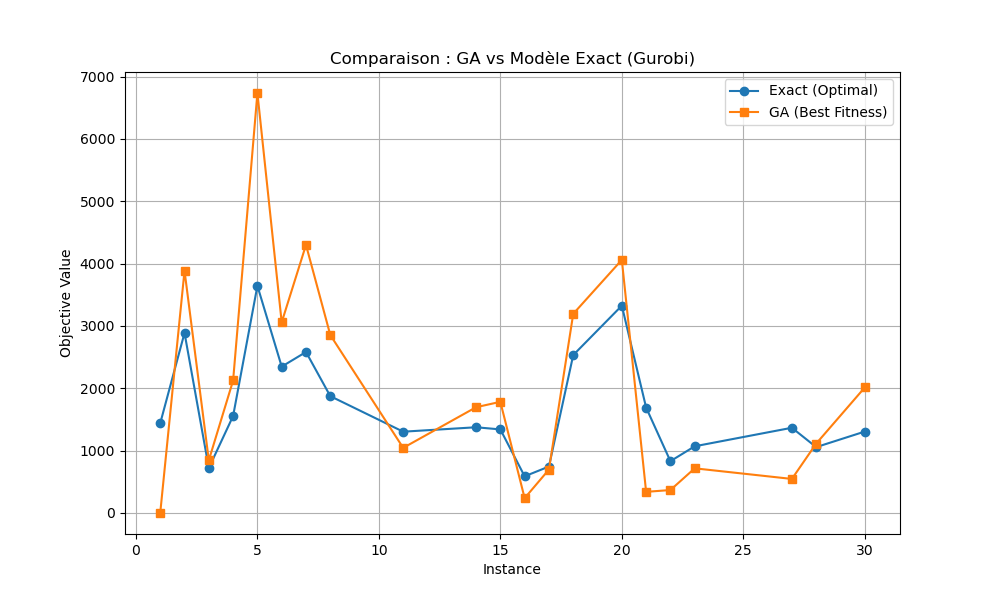 Comparaison : GA vs Modèle Exact (Gurobi)
Exact (Optimal)
GA (Best Fitness)
Objective Value
7000
6000
5000
4000
3000
2000
1000
0
0 5 10 15 20 25 30
Instance